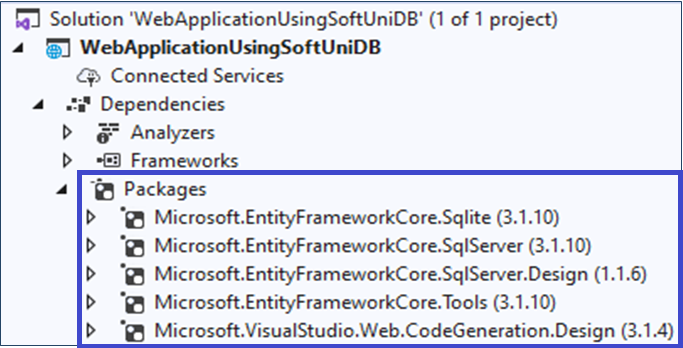 Solution 'WebApplicationUsingSoftUniDB' (1 of 1 project)
WebApplicationUsingSoftUniDB
Connected Services
Dependencies
Analyzers
Frameworks
Packages
Microsoft.EntityFrameworkCore.Sqlite (3.1.10)
Microsoft.EntityFrameworkCore.SqlServer (3.1.10)
Microsoft.EntityFrameworkCore.SqlServer.Design (1.1.6)
Microsoft.EntityFrameworkCore.Tools (3.1.10)
Microsoft.VisualStudio.Web.CodeGeneration.Design (3.1.4)